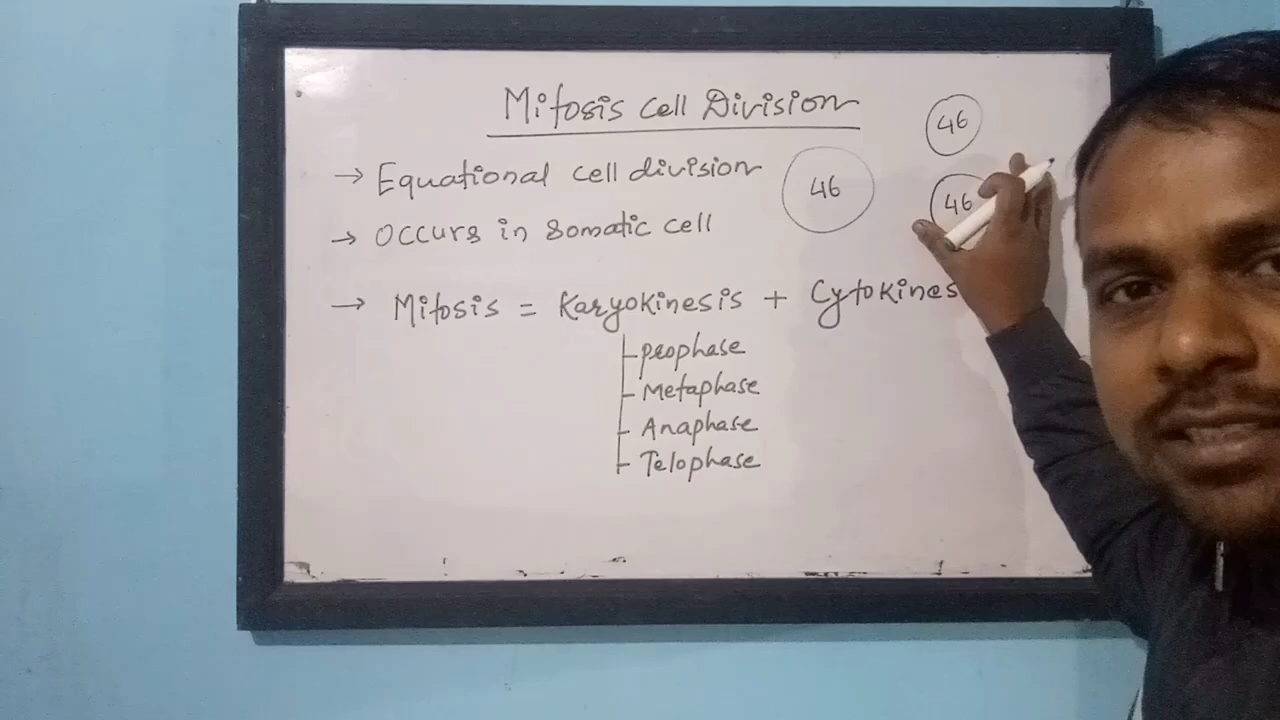 Mitosis Cell Division
→ Equational cell division
→ Occurs in Somatic cell
46
46
46
→ Mitosis = Karyokinesis + Cytokines
Prophase
Metaphase
Anaphase
Telophase